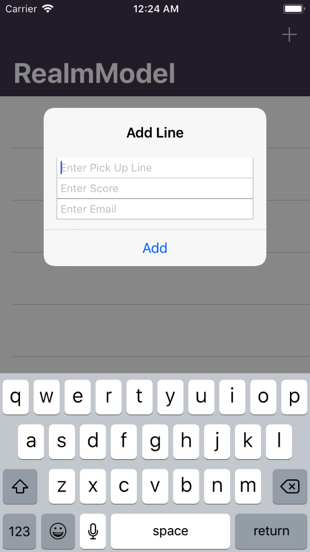 Carrier 12:24 AM
RealmModel
Add Line
Enter Pick Up Line
Enter Score
Enter Email
Add
q w e r t y u i o p
a s d f g h j k l
z x c v b n m
123 space return